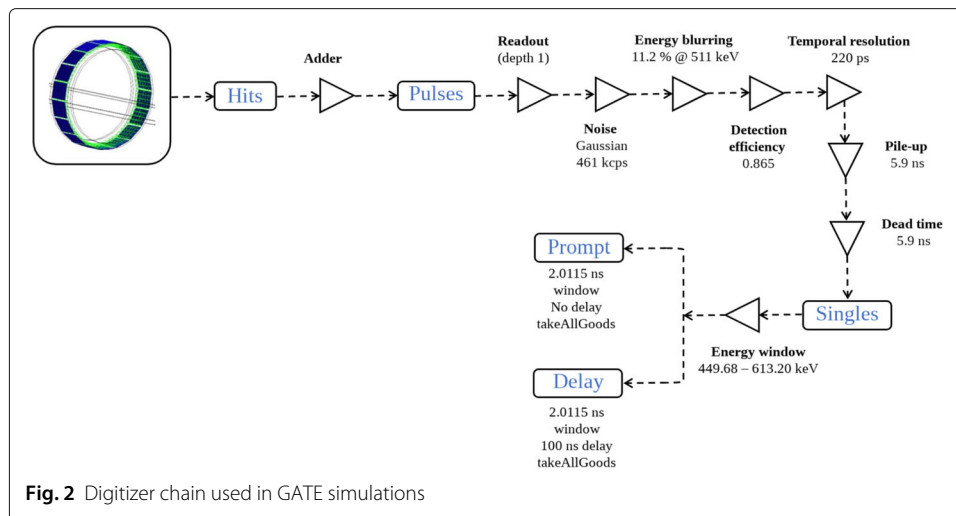 Hits
Adder
Pulses
Readout
(depth 1)
Noise
Gaussian
461 kcps
Energy blurring
11.2 % @ 511 keV
Detection
efficiency
0.865
Temporal resolution
220 ps
Pile-up
5.9 ns
Dead time
5.9 ns
Singles
Energy window
449.68 – 613.20 keV
Prompt
2.0115 ns
window
No delay
takeAllGoods
Delay
2.0115 ns
window
100 ns delay
takeAllGoods
Fig. 2 Digitizer chain used in GATE simulations